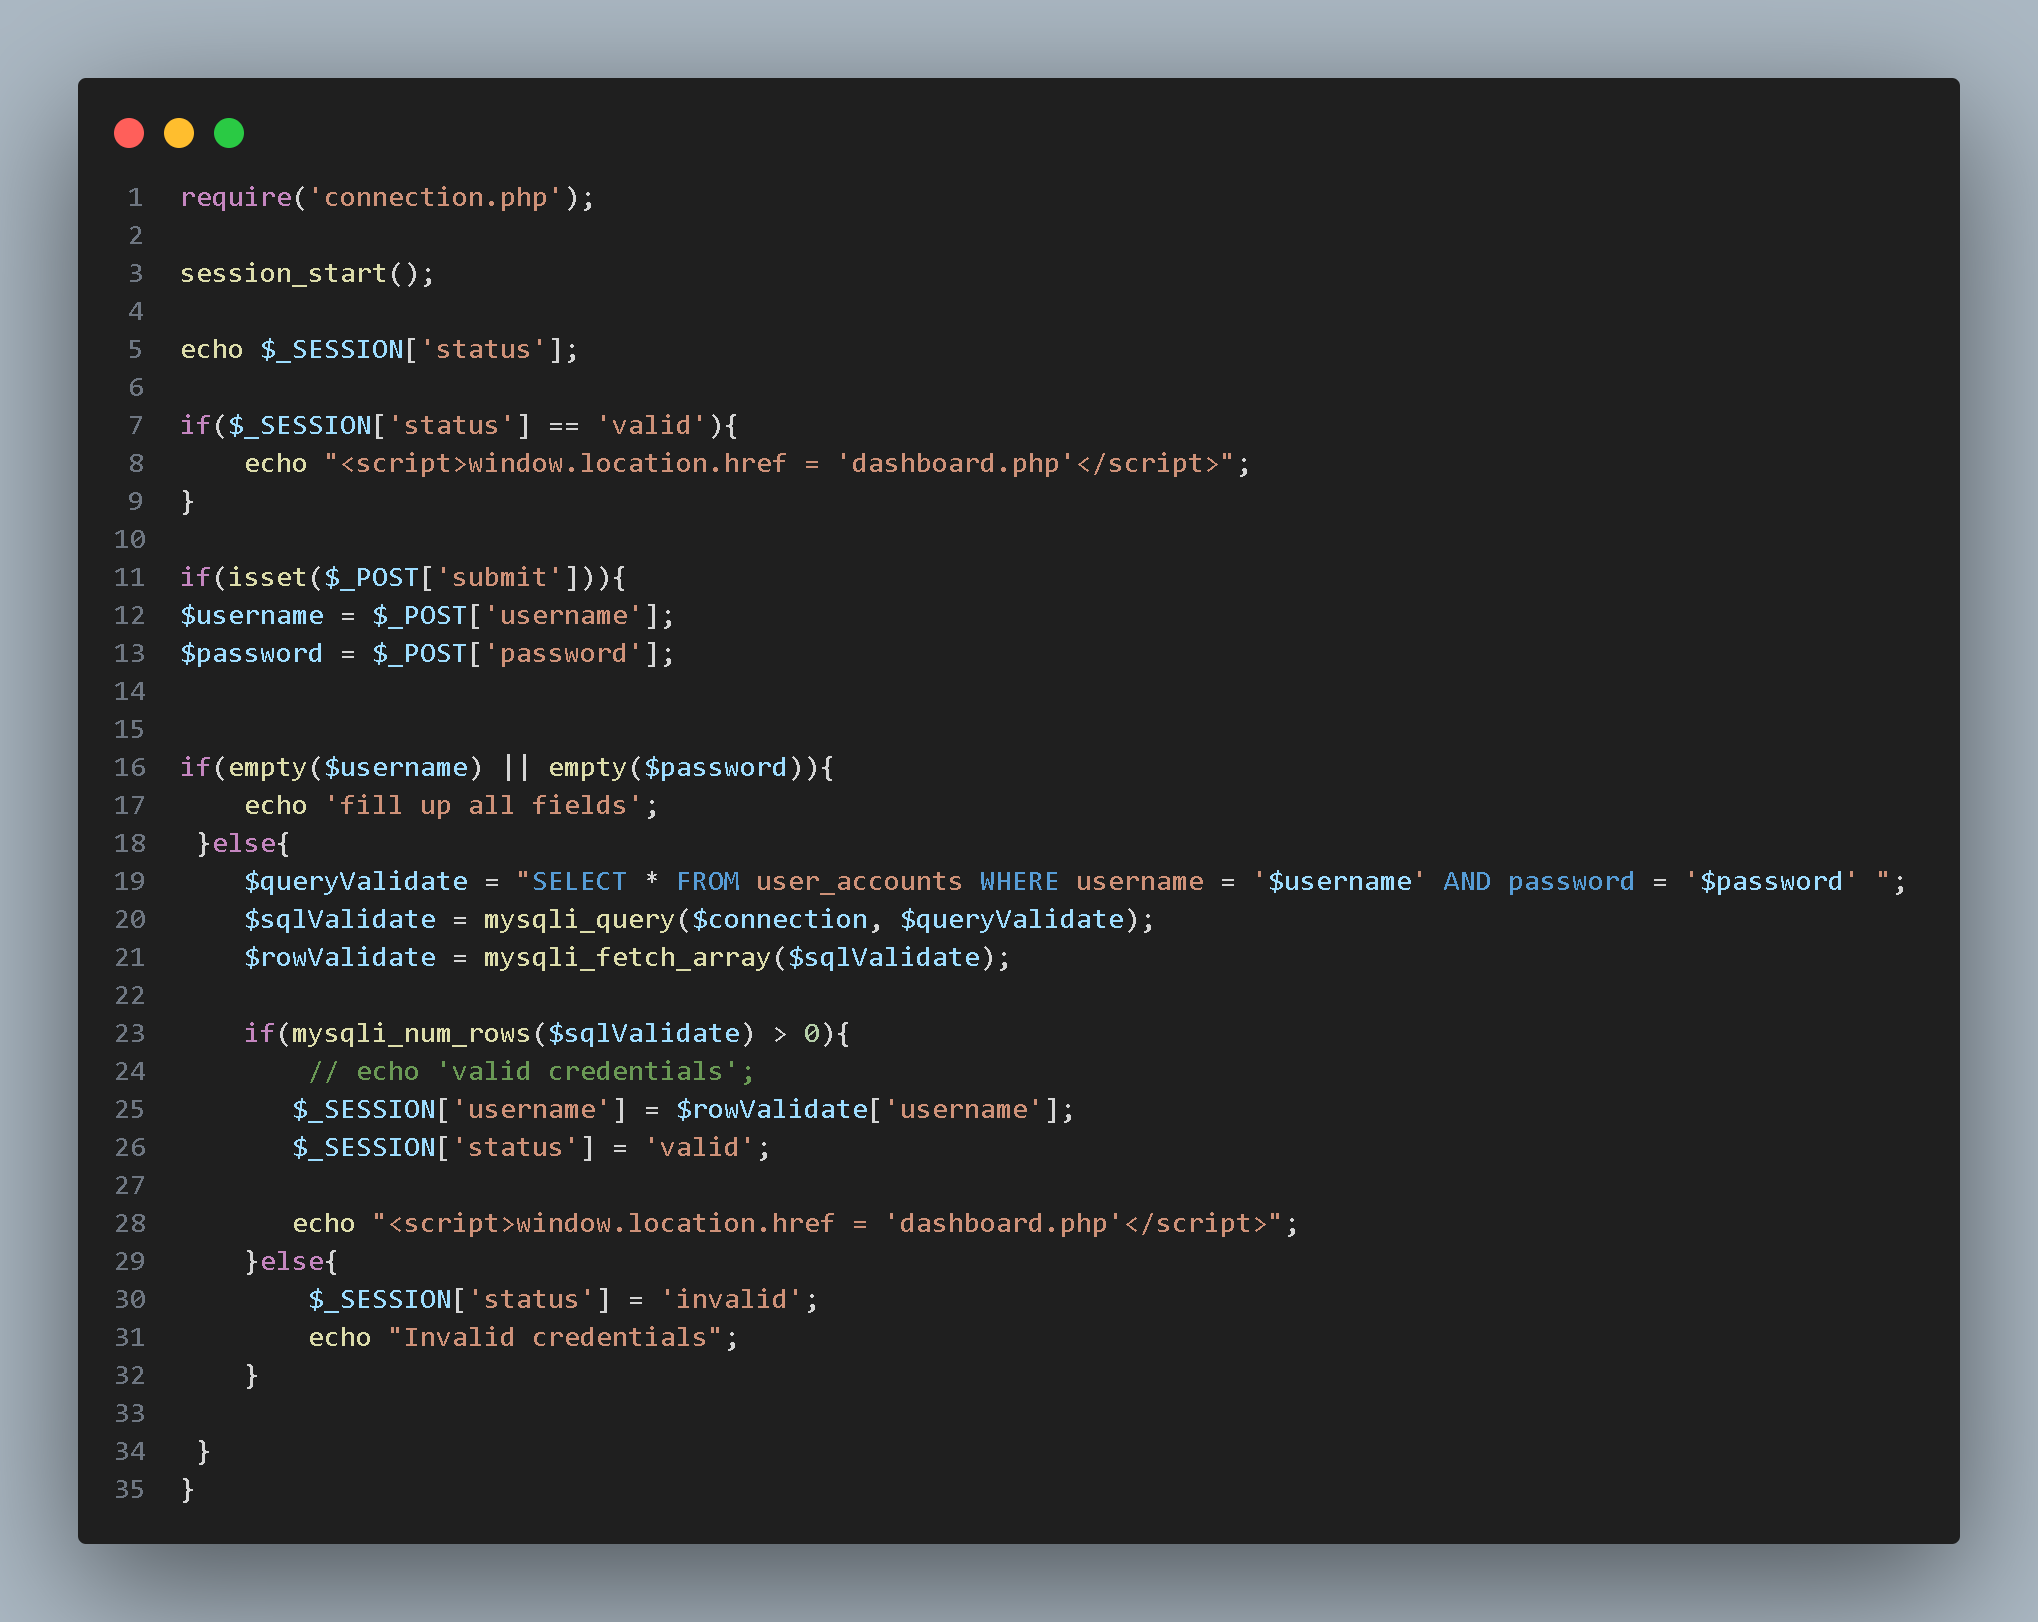 1 require('connection.php');
2
3 session_start();
4
5 echo $_SESSION['status'];
6
7 if($_SESSION['status'] == 'valid'){
8     echo "<script>window.location.href = 'dashboard.php'</script>";
9 }
10
11 if(isset($_POST['submit'])){
12 $username = $_POST['username'];
13 $password = $_POST['password'];
14
15
16 if(empty($username) || empty($password)){
17     echo 'fill up all fields';
18  }else{
19     $queryValidate = "SELECT * FROM user_accounts WHERE username = '$username' AND password = '$password' ";
20     $sqlValidate = mysqli_query($connection, $queryValidate);
21     $rowValidate = mysqli_fetch_array($sqlValidate);
22
23     if(mysqli_num_rows($sqlValidate) > 0){
24         // echo 'valid credentials';
25        $_SESSION['username'] = $rowValidate['username'];
26        $_SESSION['status'] = 'valid';
27
28        echo "<script>window.location.href = 'dashboard.php'</script>";
29     }else{
30         $_SESSION['status'] = 'invalid';
31         echo "Invalid credentials";
32     }
33
34  }
35 }